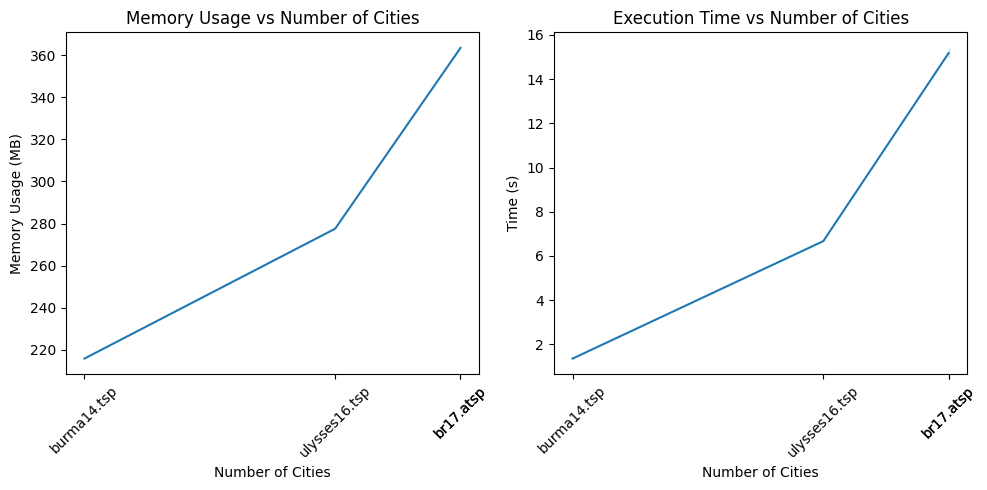 Memory Usage vs Number of Cities
Memory Usage (MB)
360
340
320
300
280
260
240
220
burma14.tsp
ulysses16.tsp
br17.atsp
Number of Cities
Execution Time vs Number of Cities
Time (s)
16
14
12
10
8
6
4
2
burma14.tsp
ulysses16.tsp
br17.atsp
Number of Cities